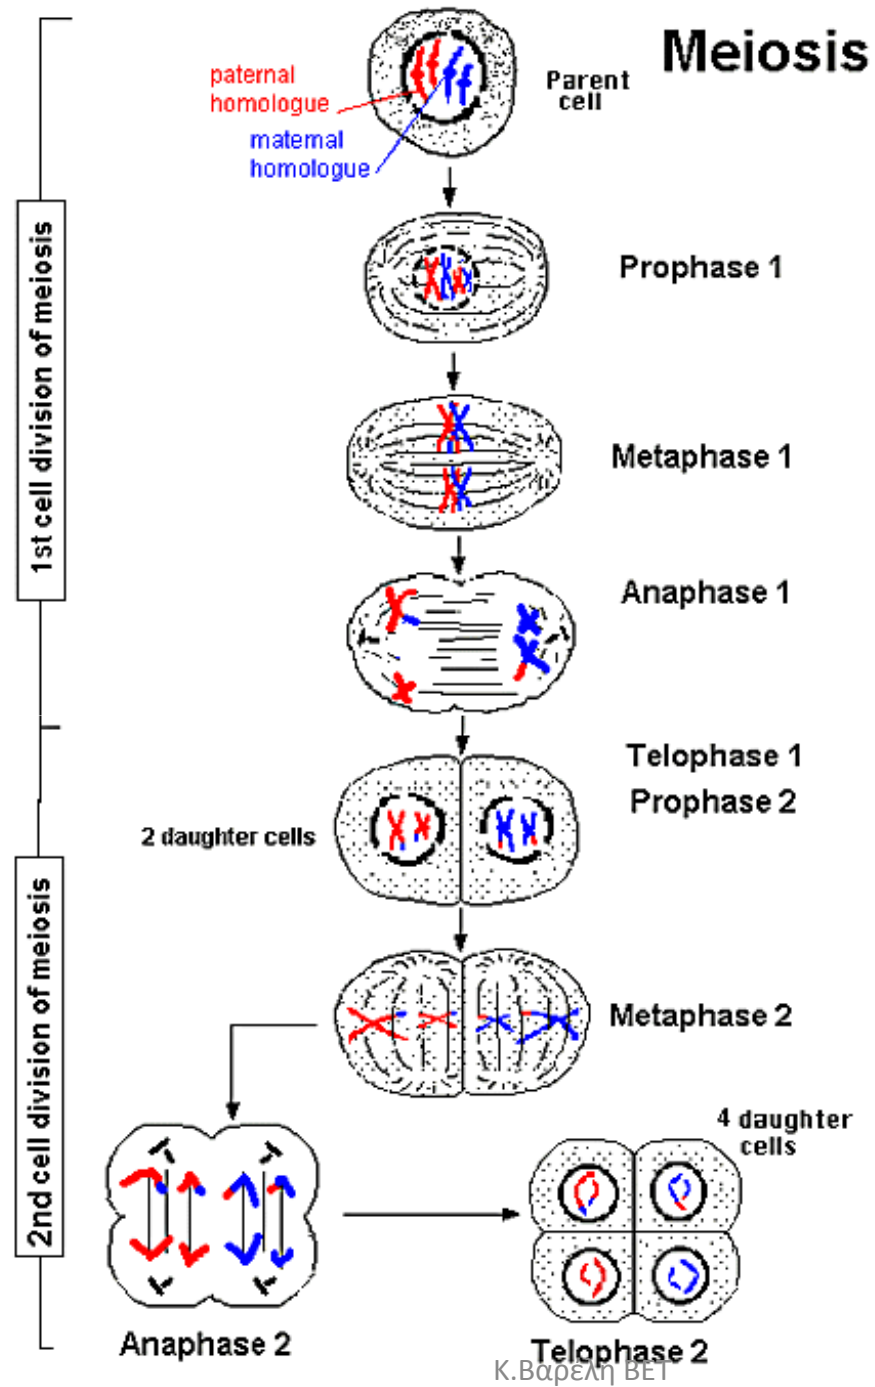 Meiosis
paternal
homologue
Parent
cell
maternal
homologue
1st cell division of meiosis
Prophase 1
Metaphase 1
Anaphase 1
Telophase 1
Prophase 2
2 daughter cells
2nd cell division of meiosis
Metaphase 2
4 daughter
cells
Anaphase 2
Telophase 2
Κ.Βαρέλη ΒΕΤ